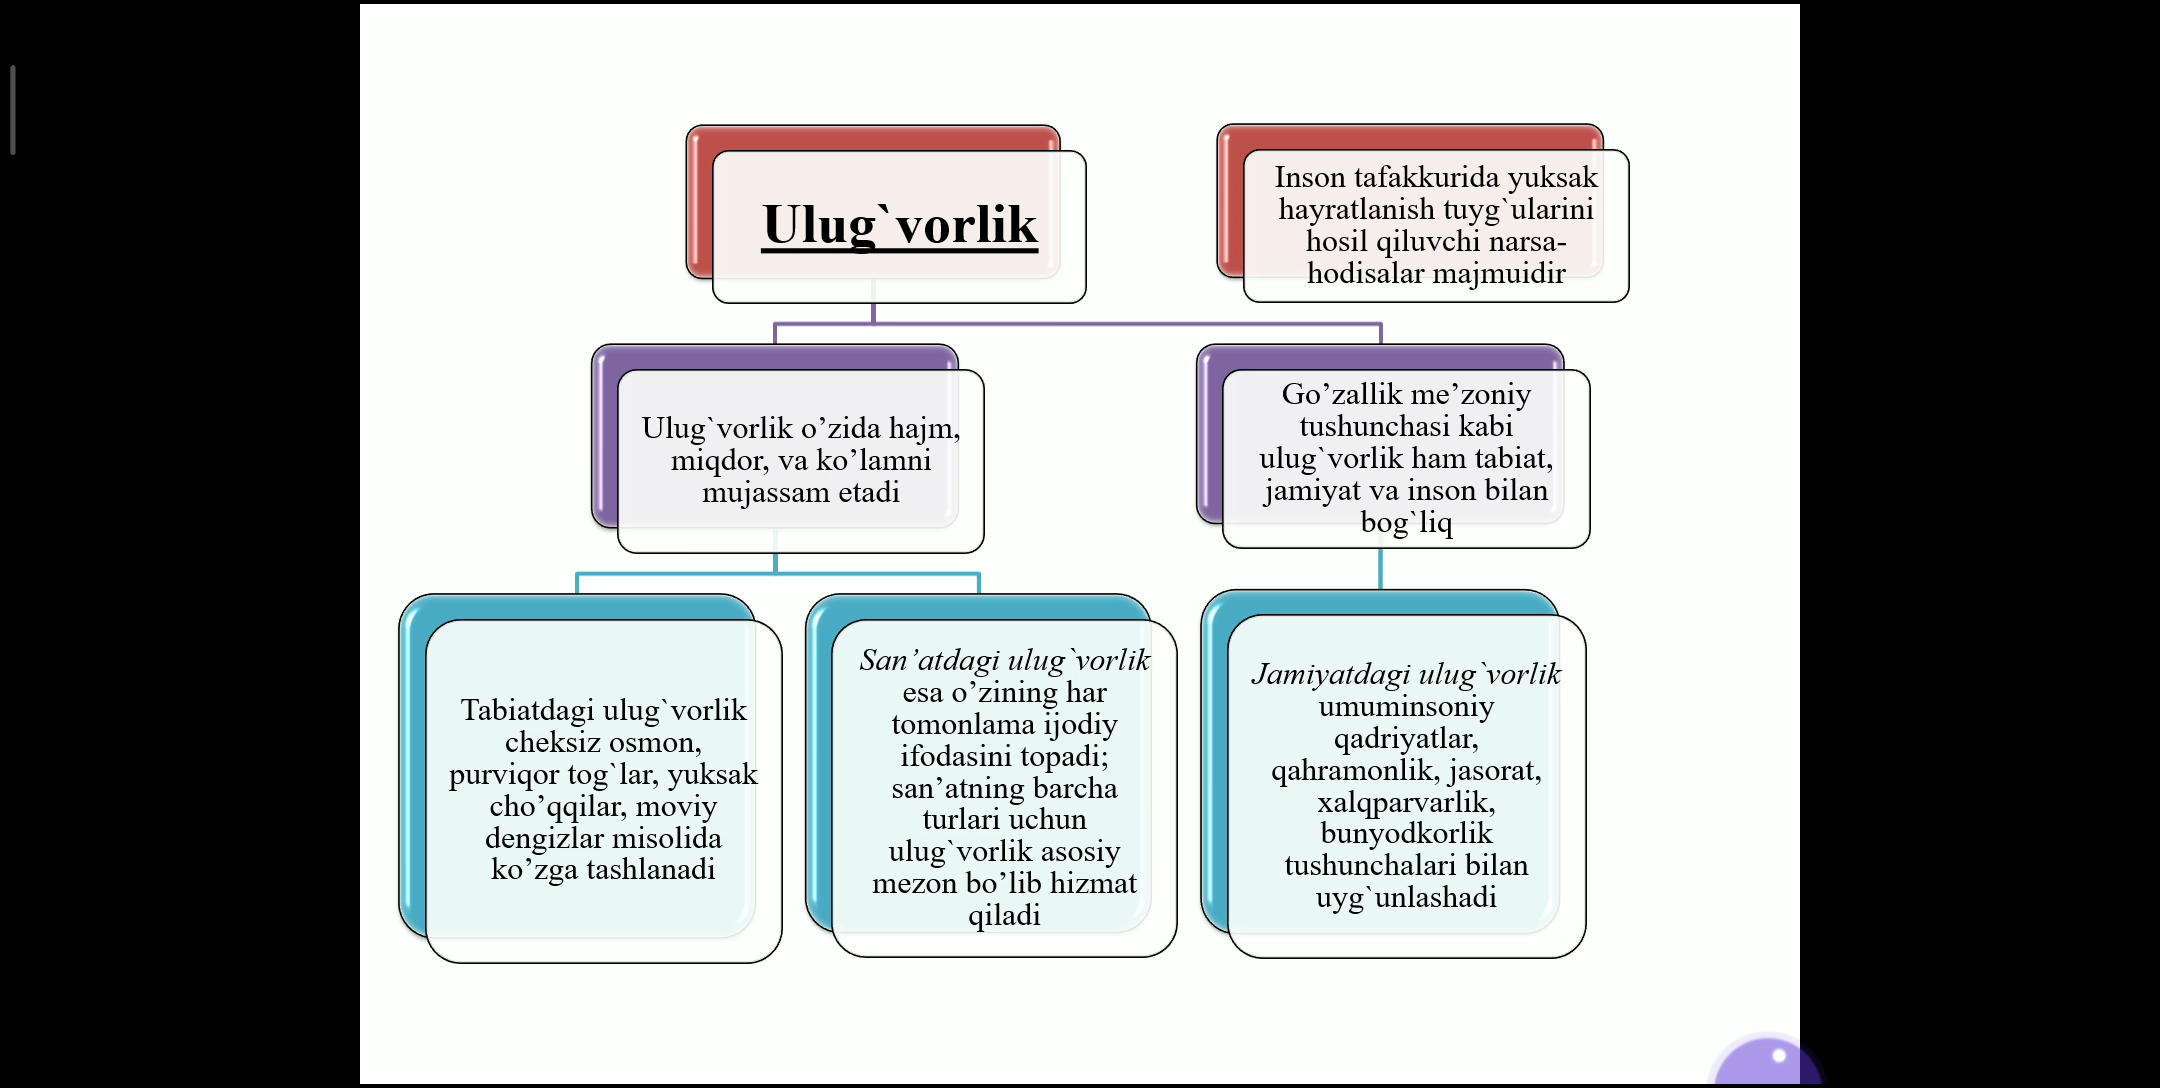 Ulug`vorlik
Inson tafakkurida yuksak
hayratlanish tuyg`ularini
hosil qiluvchi narsa-
hodisalar majmuidir
Ulug`vorlik o’zida hajm,
miqdor, va ko’lamni
mujassam etadi
Go’zallik me’zoniy
tushunchasi kabi
ulug`vorlik ham tabiat,
jamiyat va inson bilan
bog`liq
Tabiatdagi ulug`vorlik
cheksiz osmon,
purviqor tog`lar, yuksak
cho’qqilar, moviy
dengizlar misolida
ko’zga tashlanadi
San’atdagi ulug`vorlik
esa o’zining har
tomonlama ijodiy
ifodasini topadi;
san’atning barcha
turlari uchun
ulug`vorlik asosiy
mezon bo’lib hizmat
qiladi
Jamiyatdagi ulug`vorlik
umuminsoniy
qadriyatlar,
qahramonlik, jasorat,
xalqparvarlik,
bunyodkorlik
tushunchalari bilan
uyg`unlashadi